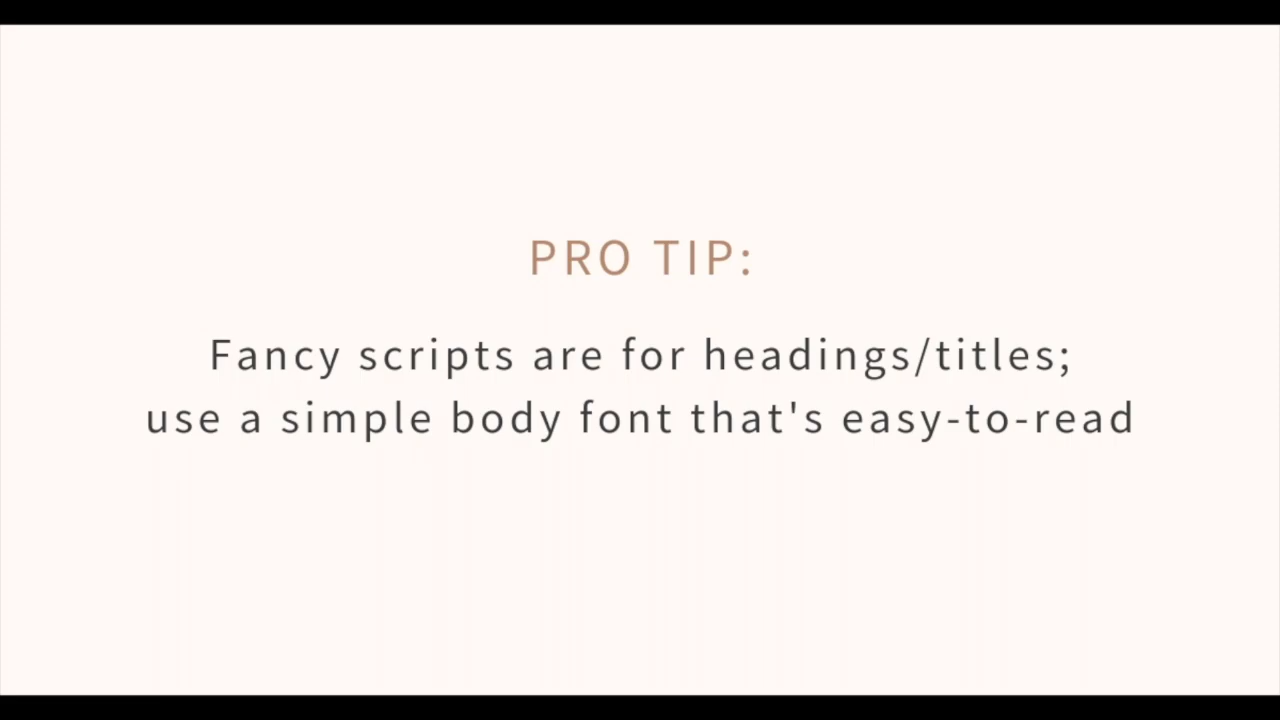 PRO TIP:
Fancy scripts are for headings/titles;
use a simple body font that's easy-to-read